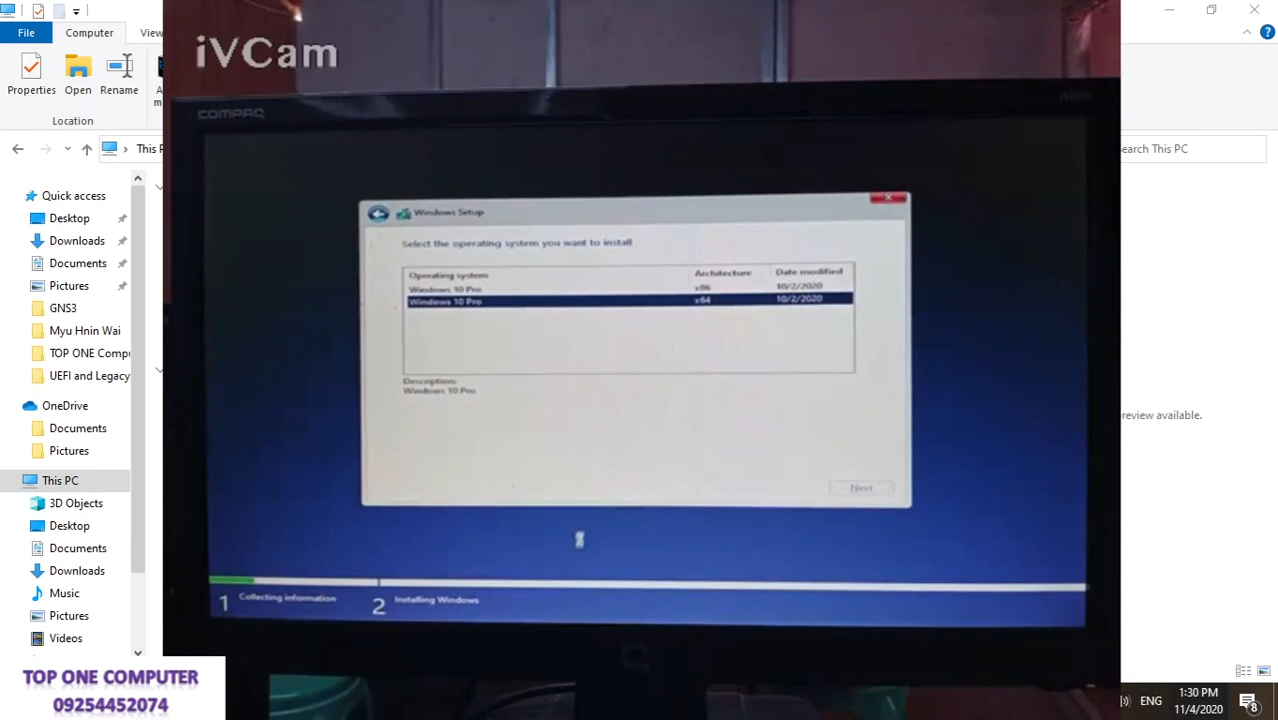 File
Computer
View
iVCam
Properties
Open
Rename
Location
This P
Search This PC
COMPAQ
Quick access
Desktop
Downloads
Documents
Pictures
GNS3
Myu Hnin Wai
TOP ONE Compu
UEFI and Legacy
OneDrive
Documents
Pictures
This PC
3D Objects
Desktop
Documents
Downloads
Music
Pictures
Videos
Windows Setup
Select the operating system you want to install
Operating system Architecture Date modified
Windows 10 Pro x86 10/2/2020
Windows 10 Pro x64 10/2/2020
Description:
Windows 10 Pro
Next
preview available.
1 Collecting information 2 Installing Windows
TOP ONE COMPUTER
09254452074
ENG
1:30 PM
11/4/2020
8